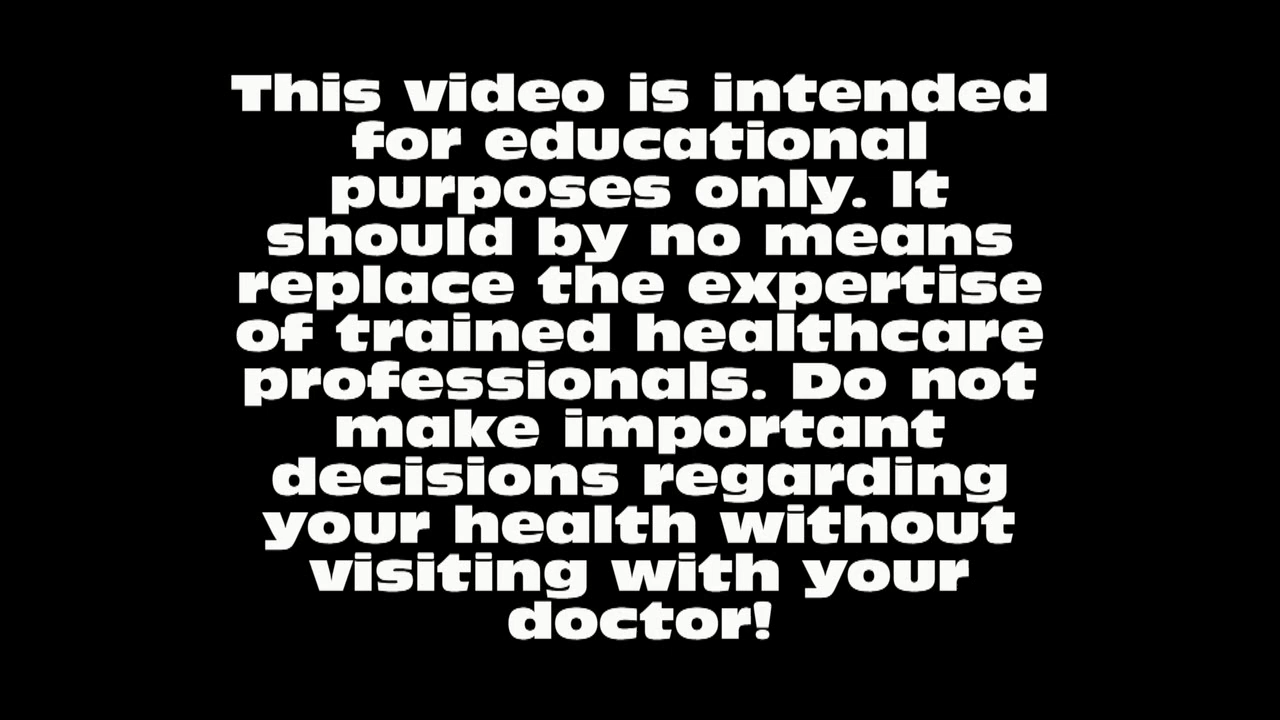 This video is intended
for educational
purposes only. It
should by no means
replace the expertise
of trained healthcare
professionals. Do not
make important
decisions regarding
your health without
visiting with your
doctor!